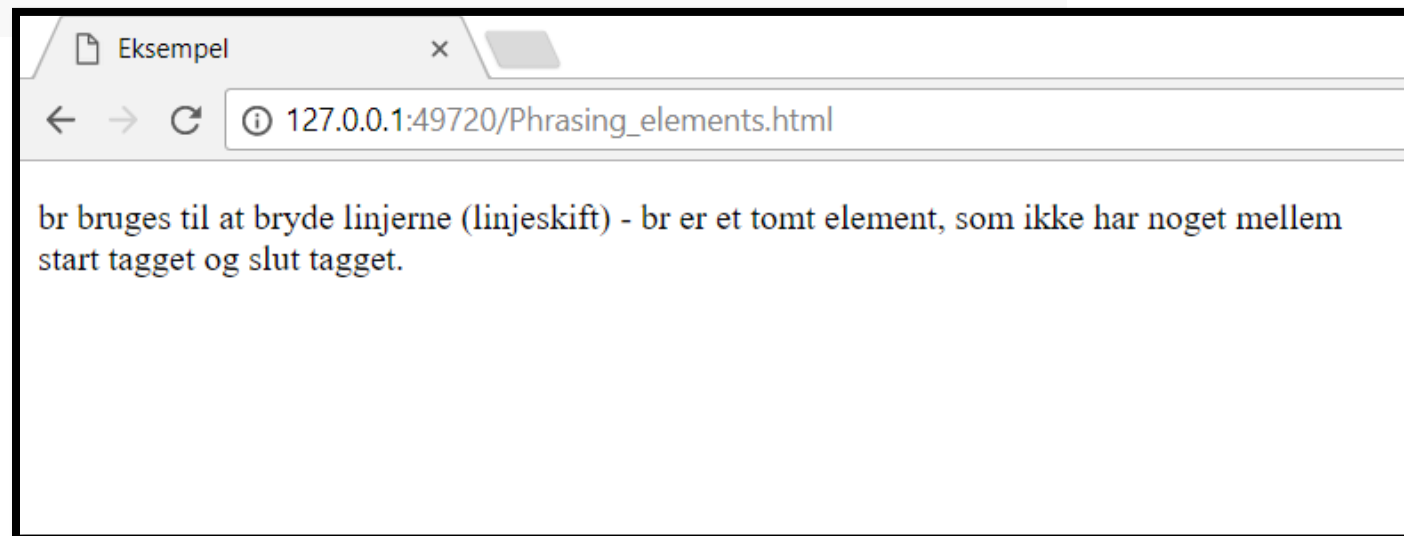 Eksempel
127.0.0.1:49720/Phrasing_elements.html
br bruges til at bryde linjerne (linjeskift) - br er et tomt element, som ikke har noget mellem
start tagget og slut tagget.